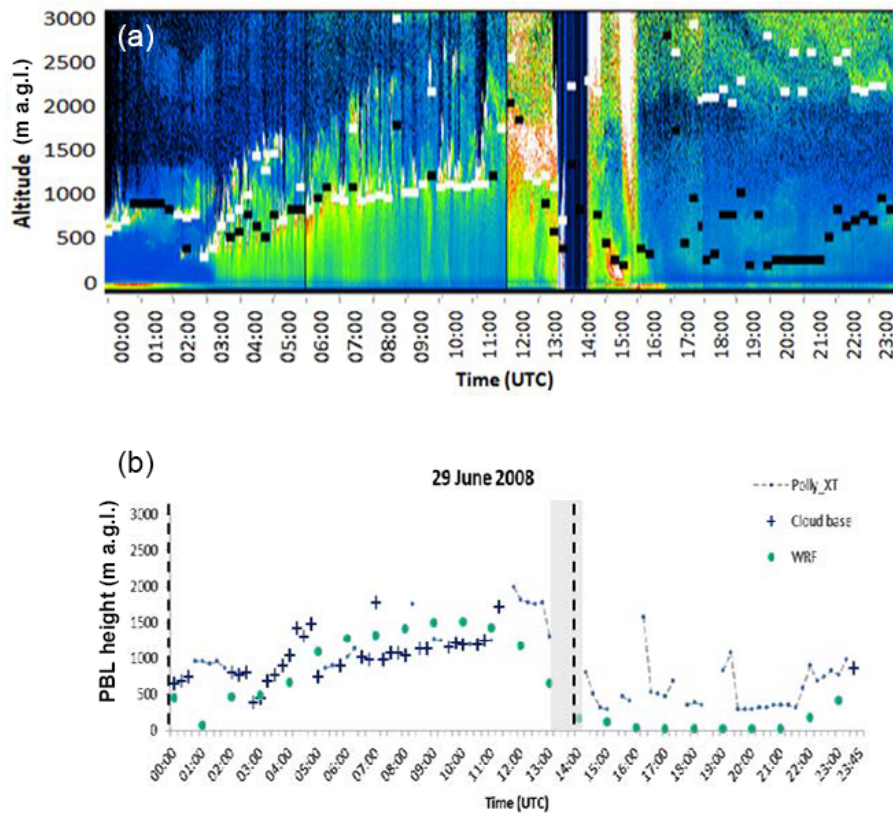 (a)
3000
2500
2000
1500
1000
500
0
Altitude (m a.g.l.)
00:00 01:00 02:00 03:00 04:00 05:00 06:00 07:00 08:00 09:00 10:00 11:00 12:00 13:00 14:00 15:00 16:00 17:00 18:00 19:00 20:00 21:00 22:00 23:00
Time (UTC)
(b)
29 June 2008
Polly_XT
Cloud base
WRF
3000
2500
2000
1500
1000
500
0
PBL height (m a.g.l.)
00:00 01:00 02:00 03:00 04:00 05:00 06:00 07:00 08:00 09:00 10:00 11:00 12:00 13:00 14:00 15:00 16:00 17:00 18:00 19:00 20:00 21:00 22:00 23:00 23:45
Time (UTC)